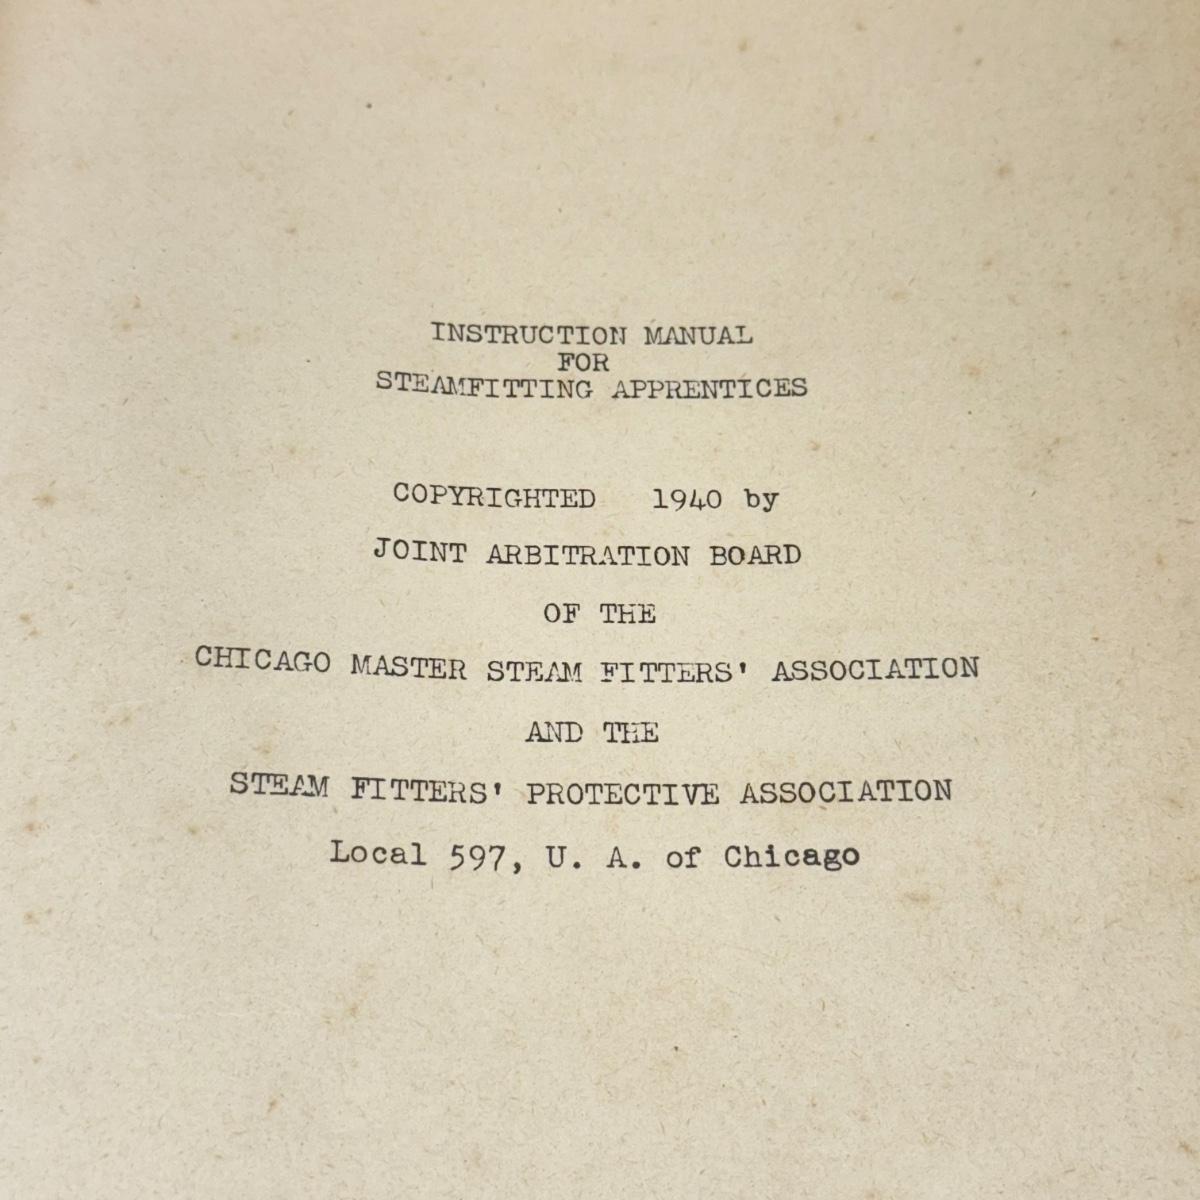 INSTRUCTION MANUAL
FOR
STEAMFITTING APPRENTICES
COPYRIGHTED 1940 by
JOINT ARBITRATION BOARD
OF THE
CHICAGO MASTER STEAM FITTERS' ASSOCIATION
AND THE
STEAM FITTERS' PROTECTIVE ASSOCIATION
Local 597, U. A. of Chicago